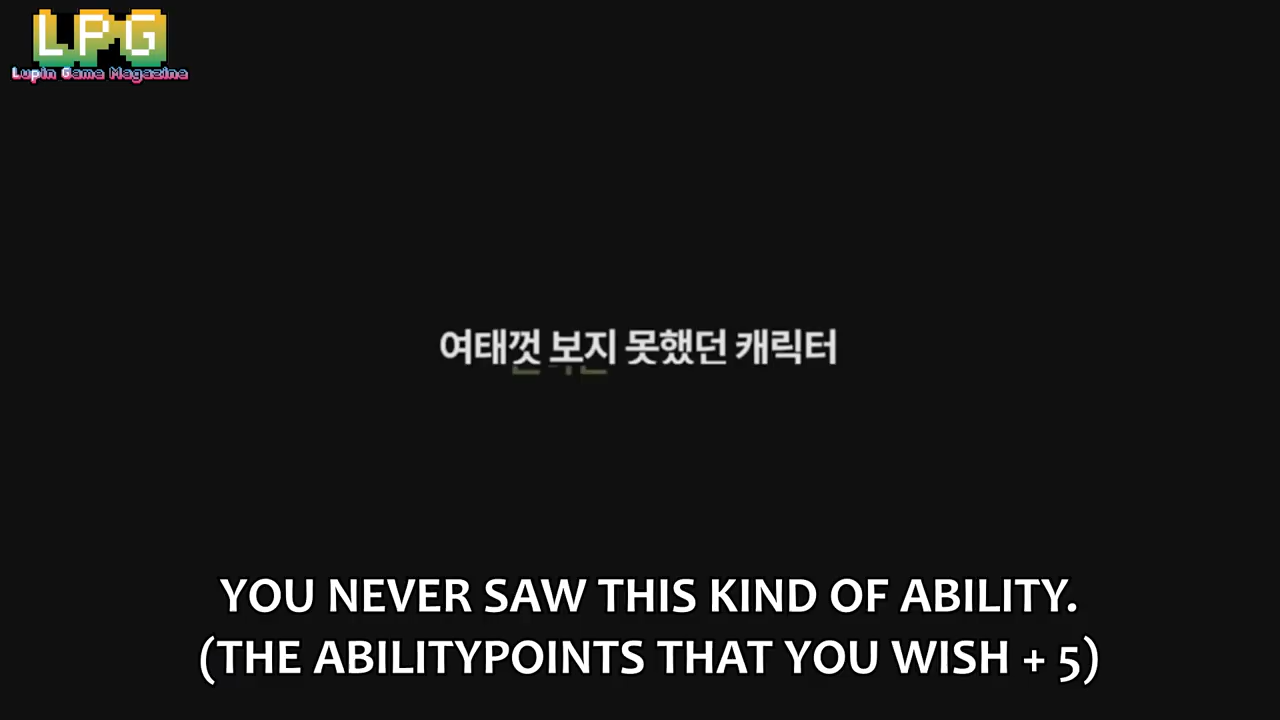 LPG
Lupin Game Magazine
여태껏 보지 못했던 캐릭터
YOU NEVER SAW THIS KIND OF ABILITY.
(THE ABILITYPOINTS THAT YOU WISH + 5)